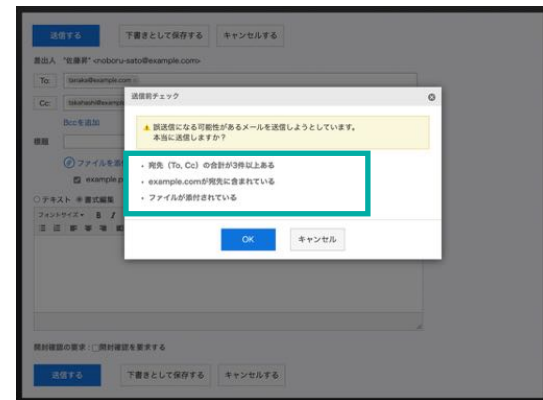 送信する 下書きとして保存する キャンセルする
差出人 "佐藤昇" <noboru-sato@example.com>
To: tanaka@example.com
送信前チェック
Cc: takahashi@example
Bccを追加
誤送信になる可能性があるメールを送信しようとしています。
本当に送信しますか？
標題
・宛先（To, Cc）の合計が3件以上ある
ファイルを添
・example.comが宛先に含まれている
example.p
・ファイルが添付されている
テキスト 書式編集
フォントサイズ B I
OK キャンセル
開封確認の要求： 開封確認を要求する
送信する 下書きとして保存する キャンセルする